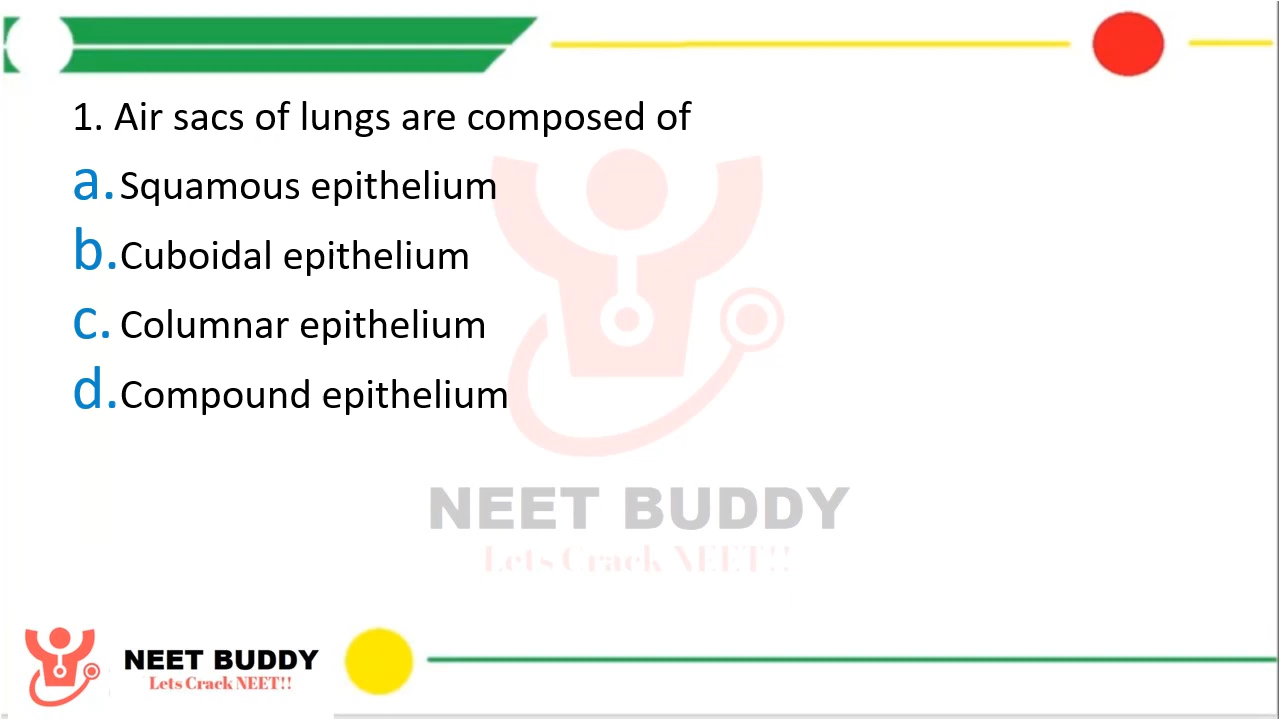 1. Air sacs of lungs are composed of
a. Squamous epithelium
b. Cuboidal epithelium
c. Columnar epithelium
d. Compound epithelium
NEET BUDDY
Lets Crack NEET!!
NEET BUDDY
Lets Crack NEET!!